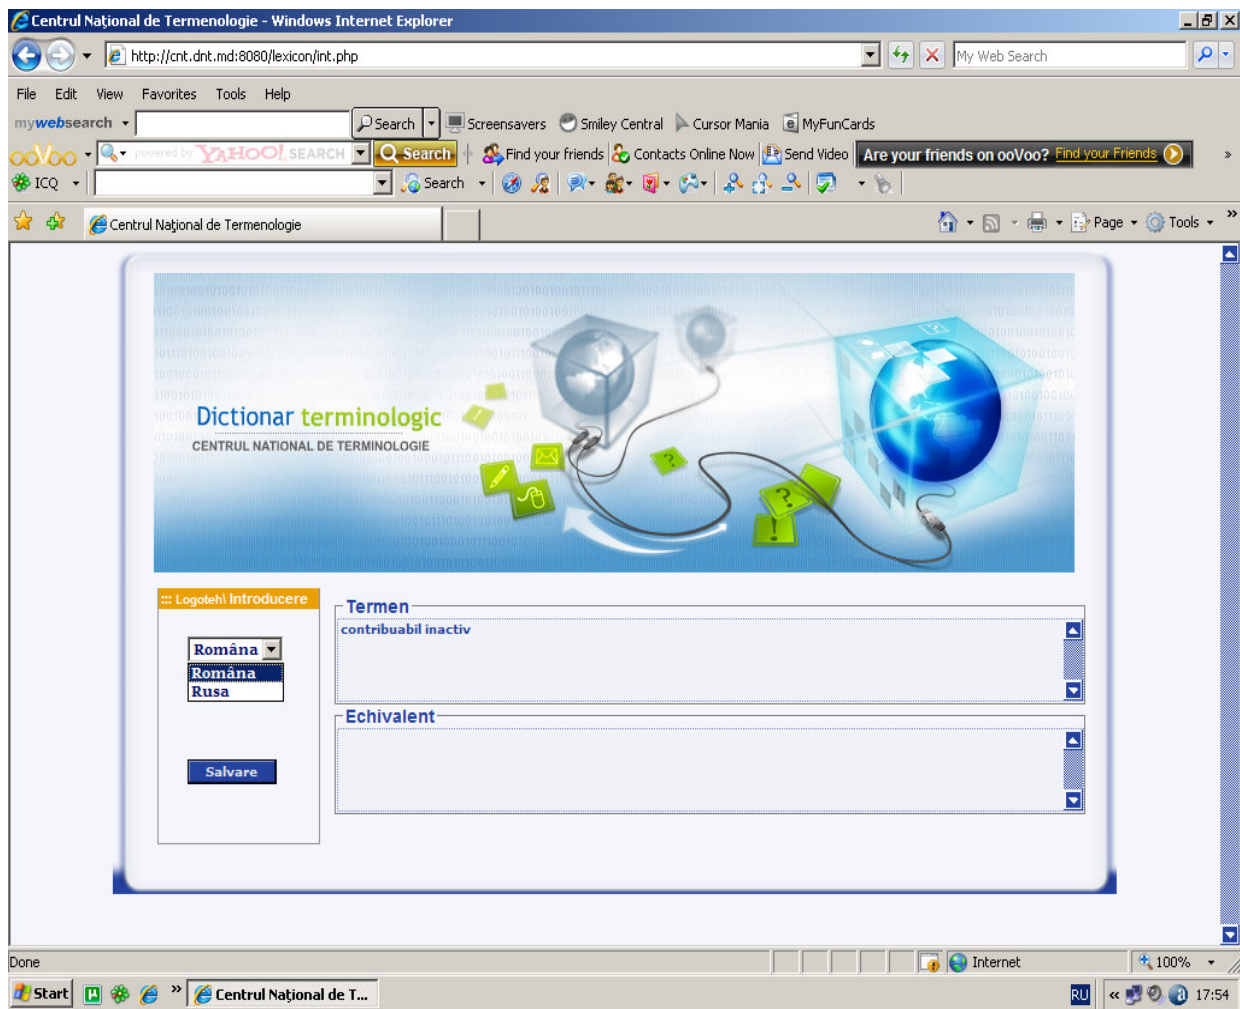 Centrul Național de Termenologie - Windows Internet Explorer
http://cnt.dnt.md:8080/lexicon/int.php
My Web Search
File Edit View Favorites Tools Help
mywebsearch Search Screensavers Smiley Central Cursor Mania MyFunCards
ooVoo powered by YAHOO! SEARCH Search Find your friends Contacts Online Now Send Video Are your friends on ooVoo? Find your Friends »
ICQ Search
Centrul Național de Termenologie Page Tools »
Dictionar terminologic
CENTRUL NATIONAL DE TERMINOLOGIE
::: Logoteh\ Introducere
Termen
contribuabil inactiv
Româna
Româna
Rusa
Echivalent
Salvare
Done Internet 100%
Start » Centrul Național de T... RU « 17:54